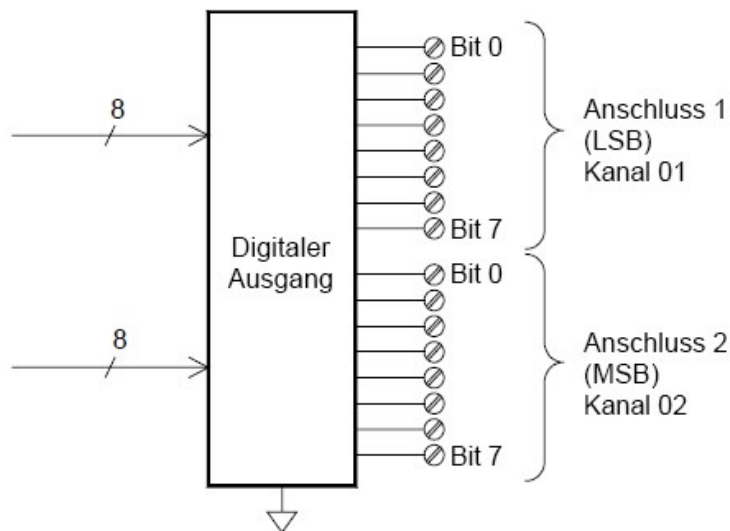 Bit 0
8
Anschluss 1
(LSB)
Kanal 01
Bit 7
Digitaler
Ausgang
Bit 0
8
Anschluss 2
(MSB)
Kanal 02
Bit 7